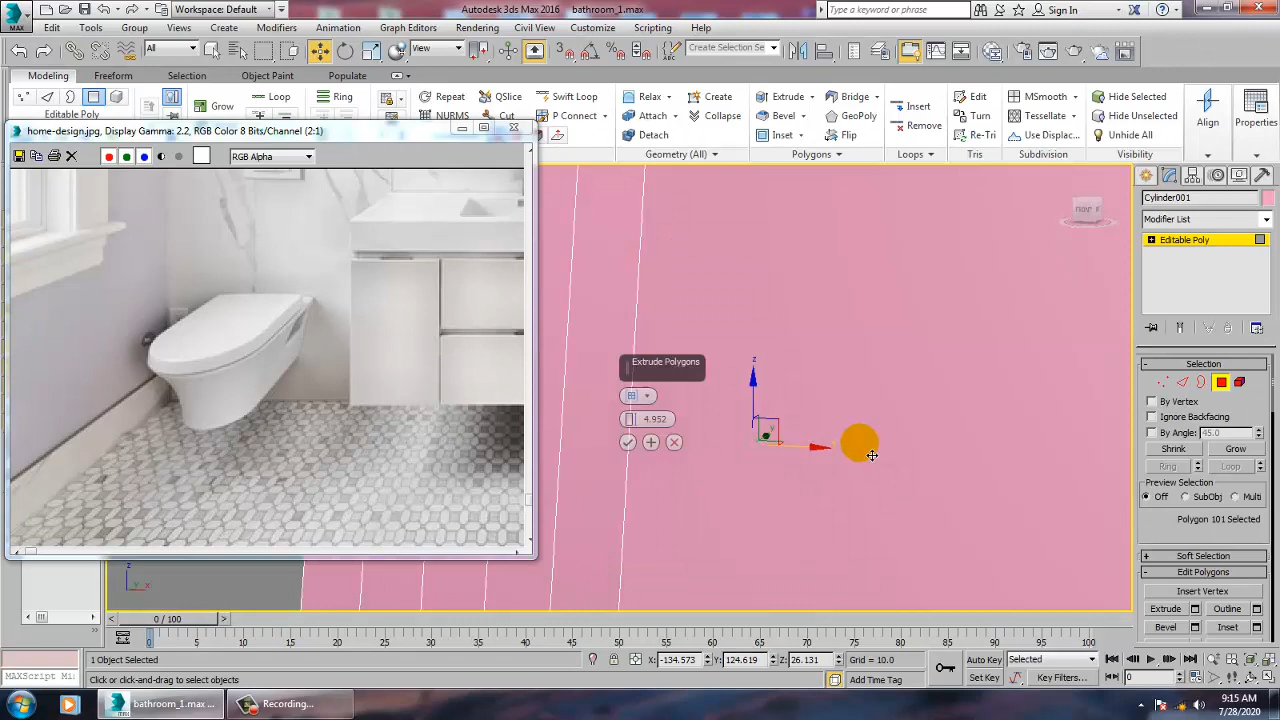 MAX
Workspace: Default
Autodesk 3ds Max 2016 bathroom_1.max
Type a keyword or phrase
Sign In
Edit Tools Group Views Create Modifiers Animation Graph Editors Rendering Civil View Customize Scripting Help
All
View
Create Selection Se
Modeling Freeform Selection Object Paint Populate
Grow Loop Ring Repeat QSlice Swift Loop Relax Create Extrude Bridge Insert Edit MSmooth Hide Selected
NURMS Cut P Connect Attach Collapse Bevel GeoPoly Remove Turn Use Displac... Hide Unselected Align Properties
Editable Poly
Detach Inset Flip Re-Tri Unhide All
Geometry (All) Polygons Loops Tris Subdivision Visibility
home-design.jpg, Display Gamma: 2.2, RGB Color 8 Bits/Channel (2:1)
RGB Alpha
FRONT
Cylinder001
Modifier List
Editable Poly
Extrude Polygons
4.952
z
y
x
Selection
By Vertex
Ignore Backfacing
By Angle: 45.0
Shrink Grow
Ring Loop
Preview Selection
Off SubObj Multi
Polygon 101 Selected
Soft Selection
Edit Polygons
Insert Vertex
Extrude Outline
Bevel Inset
z
y x
0 / 100
0 5 10 15 20 25 30 35 40 45 50 55 60 65 70 75 80 85 90 95 100
1 Object Selected
X: -134.573 Y: 124.619 Z: 26.131 Grid = 10.0
Auto Key Selected
MAXScript Mi:
Click or click-and-drag to select objects
Add Time Tag
Set Key Key Filters...
0
bathroom_1.max ...
Recording...
9:15 AM
7/28/2020